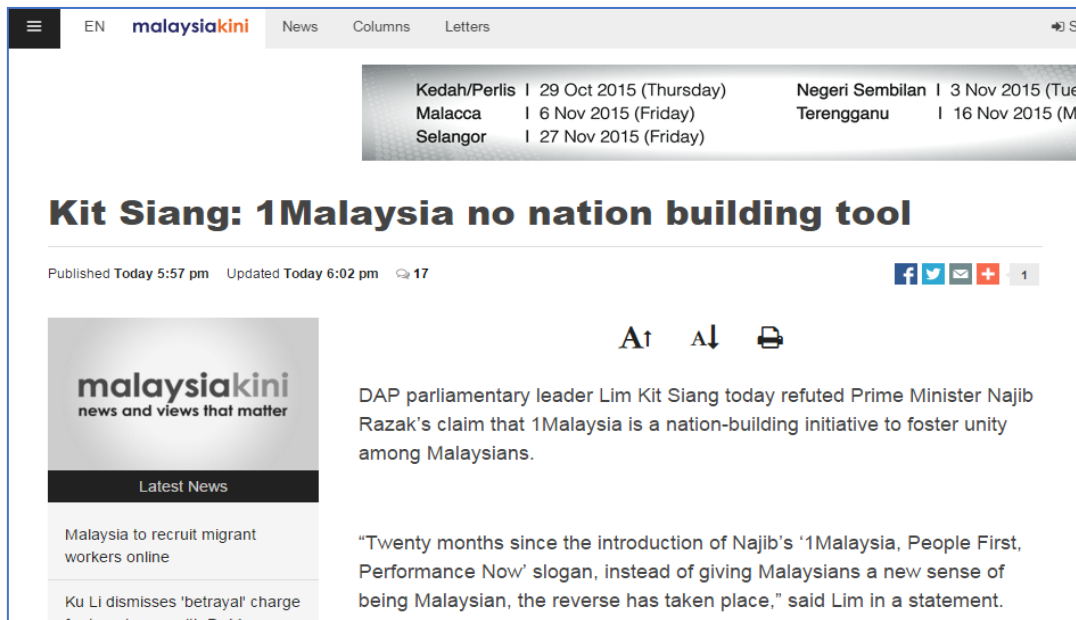 EN malaysiakini News Columns Letters
Kedah/Perlis | 29 Oct 2015 (Thursday) Negeri Sembilan | 3 Nov 2015
Malacca | 6 Nov 2015 (Friday) Terengganu | 16 Nov 2015
Selangor | 27 Nov 2015 (Friday)
Kit Siang: 1Malaysia no nation building tool
Published Today 5:57 pm Updated Today 6:02 pm 17
1
A A
malaysiakini
news and views that matter
Latest News
Malaysia to recruit migrant
workers online
Ku Li dismisses 'betrayal' charge
DAP parliamentary leader Lim Kit Siang today refuted Prime Minister Najib
Razak’s claim that 1Malaysia is a nation-building initiative to foster unity
among Malaysians.
“Twenty months since the introduction of Najib’s ‘1Malaysia, People First,
Performance Now’ slogan, instead of giving Malaysians a new sense of
being Malaysian, the reverse has taken place,” said Lim in a statement.